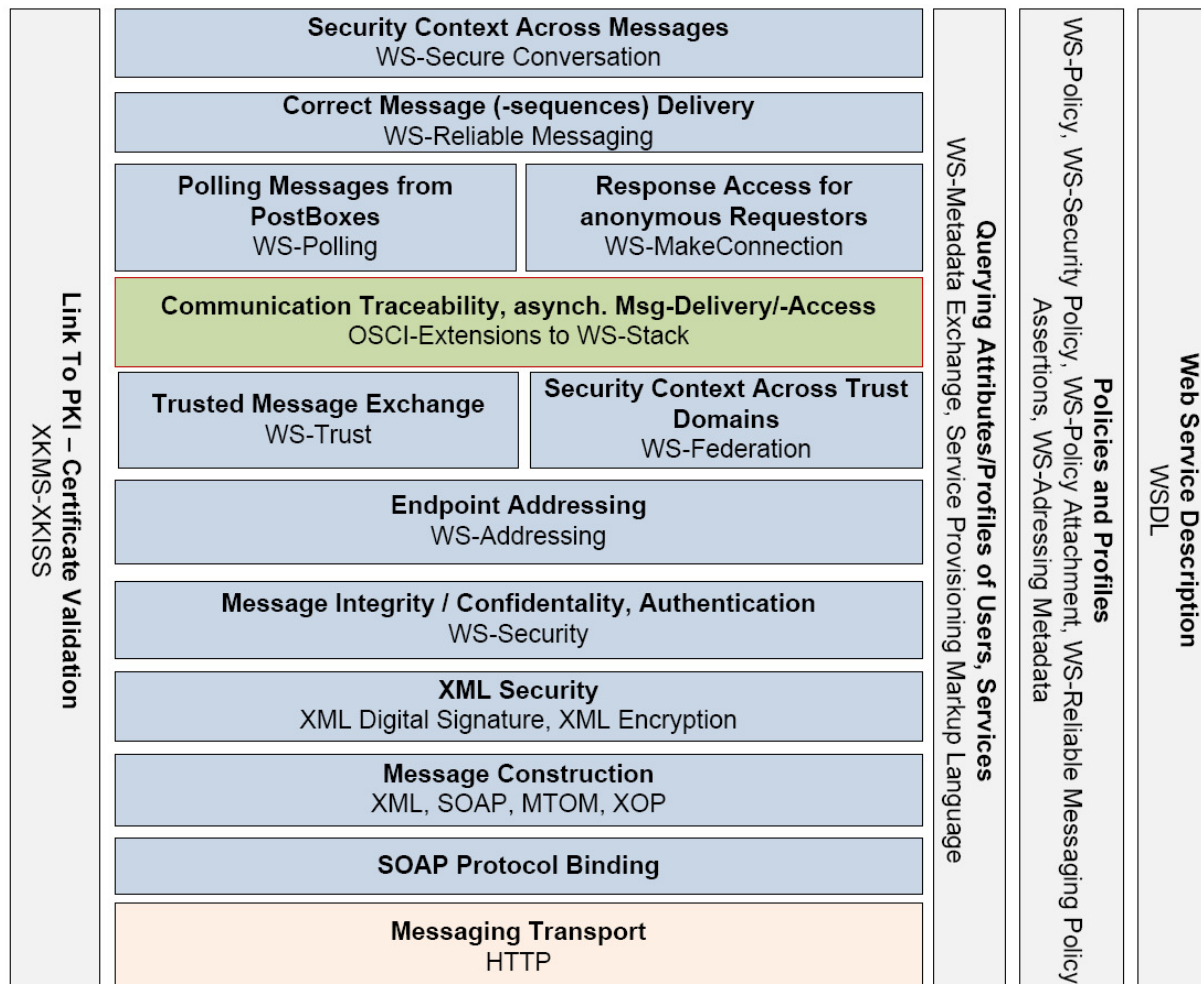 Link To PKI – Certificate Validation
XKMS-XKISS
Security Context Across Messages
WS-Secure Conversation
Correct Message (-sequences) Delivery
WS-Reliable Messaging
Polling Messages from
PostBoxes
WS-Polling
Response Access for
anonymous Requestors
WS-MakeConnection
Communication Traceability, asynch. Msg-Delivery/-Access
OSCI-Extensions to WS-Stack
Trusted Message Exchange
WS-Trust
Security Context Across Trust
Domains
WS-Federation
Endpoint Addressing
WS-Addressing
Message Integrity / Confidentality, Authentication
WS-Security
XML Security
XML Digital Signature, XML Encryption
Message Construction
XML, SOAP, MTOM, XOP
SOAP Protocol Binding
Messaging Transport
HTTP
Querying Attributes/Profiles of Users, Services
WS-Metadada Exchange, Service Provisioning Markup Language
Policies and Profiles
WS-Policy, WS-Security Policy, WS-Policy Attachment, WS-Reliable Messaging Policy
Assertions, WS-Adressing Metadata
Web Service Description
WSDL